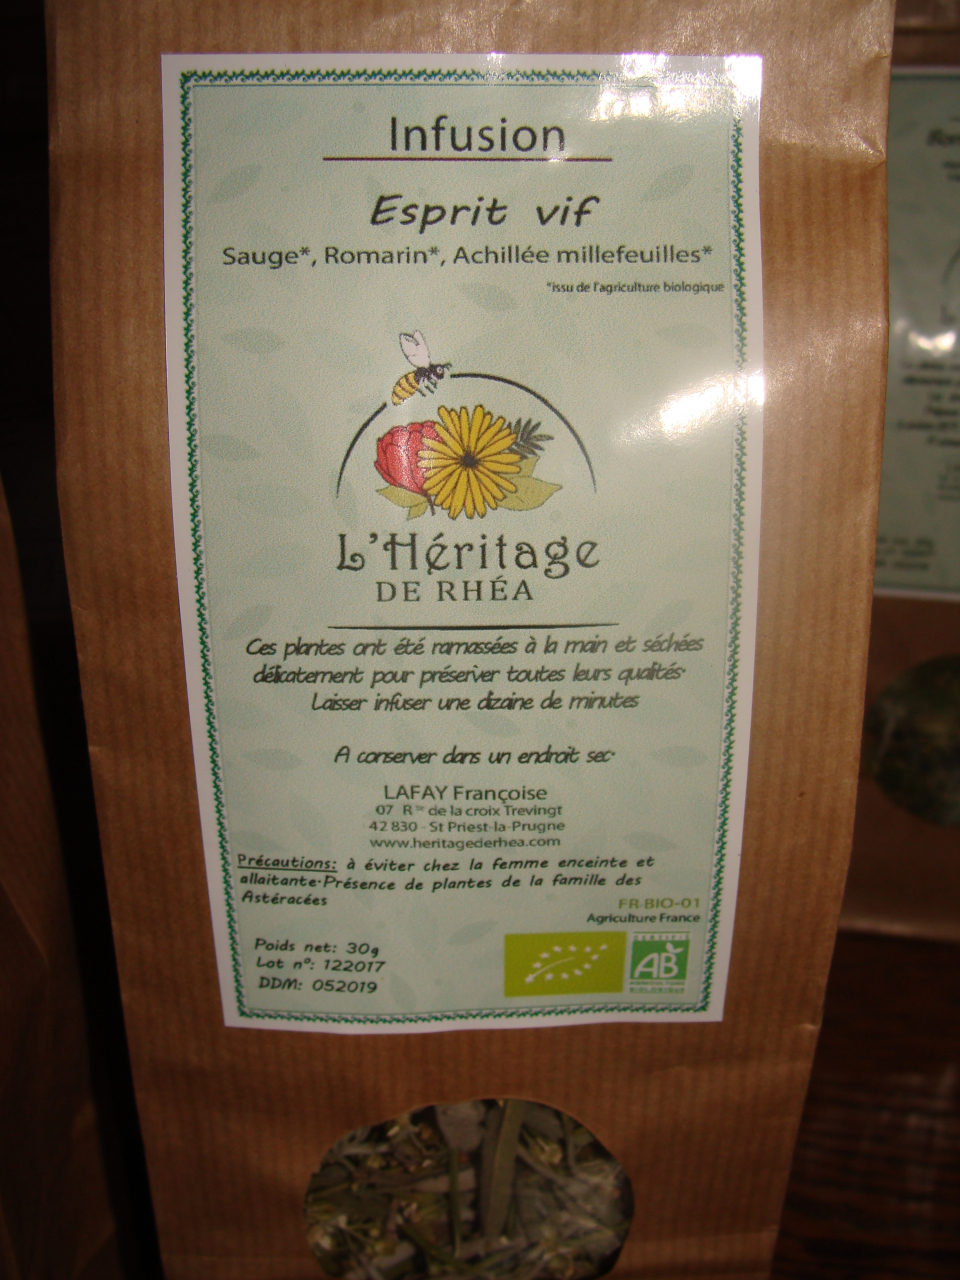 Infusion
Esprit vif
Sauge*, Romarin*, Achillée millefeuilles*
*issu de l'agriculture biologique
L'Héritage
DE RHÉA
Ces plantes ont été ramassées à la main et séchées
délicatement pour préserver toutes leurs qualités.
Laisser infuser une dizaine de minutes
A conserver dans un endroit sec.
LAFAY Françoise
07 Rte de la croix Trevingt
42 830 - St Priest-la-Prugne
www.heritagederhea.com
Précautions: à éviter chez la femme enceinte et
allaitante.Présence de plantes de la famille des
Astéracées
FR-BIO-01
Agriculture France
Poids net: 30g
Lot n°: 122017
DDM: 052019
CERTIFIÉ
AB
AGRICULTURE
BIOLOGIQUE